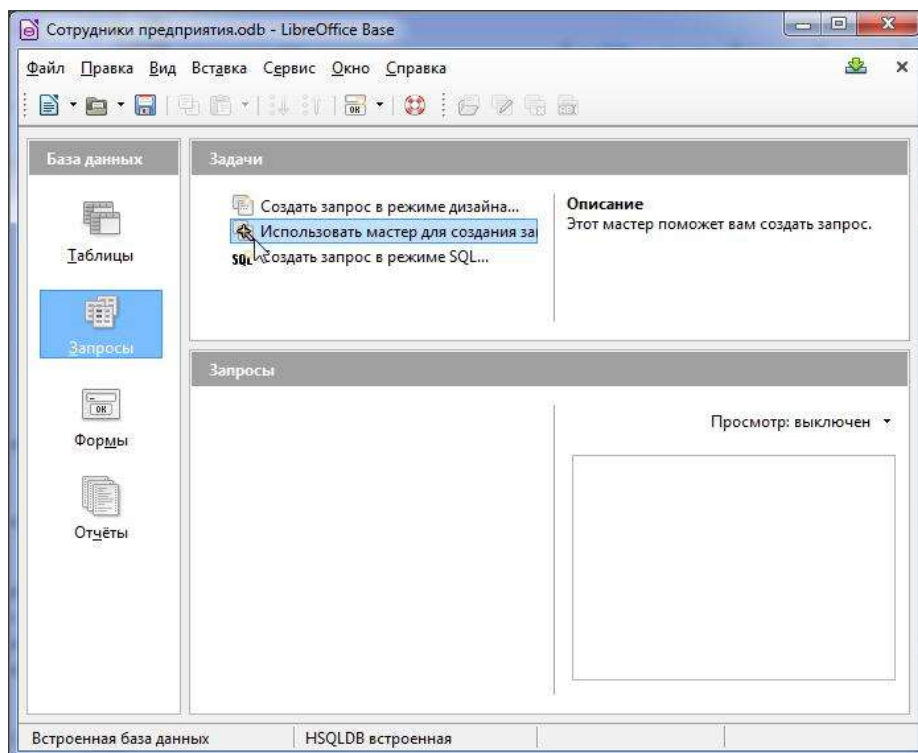 Сотрудники предприятия.odb - LibreOffice Base
Файл Правка Вид Вставка Сервис Окно Справка
База данных
Таблицы
Запросы
Формы
Отчёты
Задачи
Создать запрос в режиме дизайна...
Использовать мастер для создания за
SQL Создать запрос в режиме SQL...
Описание
Этот мастер поможет вам создать запрос.
Запросы
Просмотр: выключен
Встроенная база данных
HSQLDB встроенная